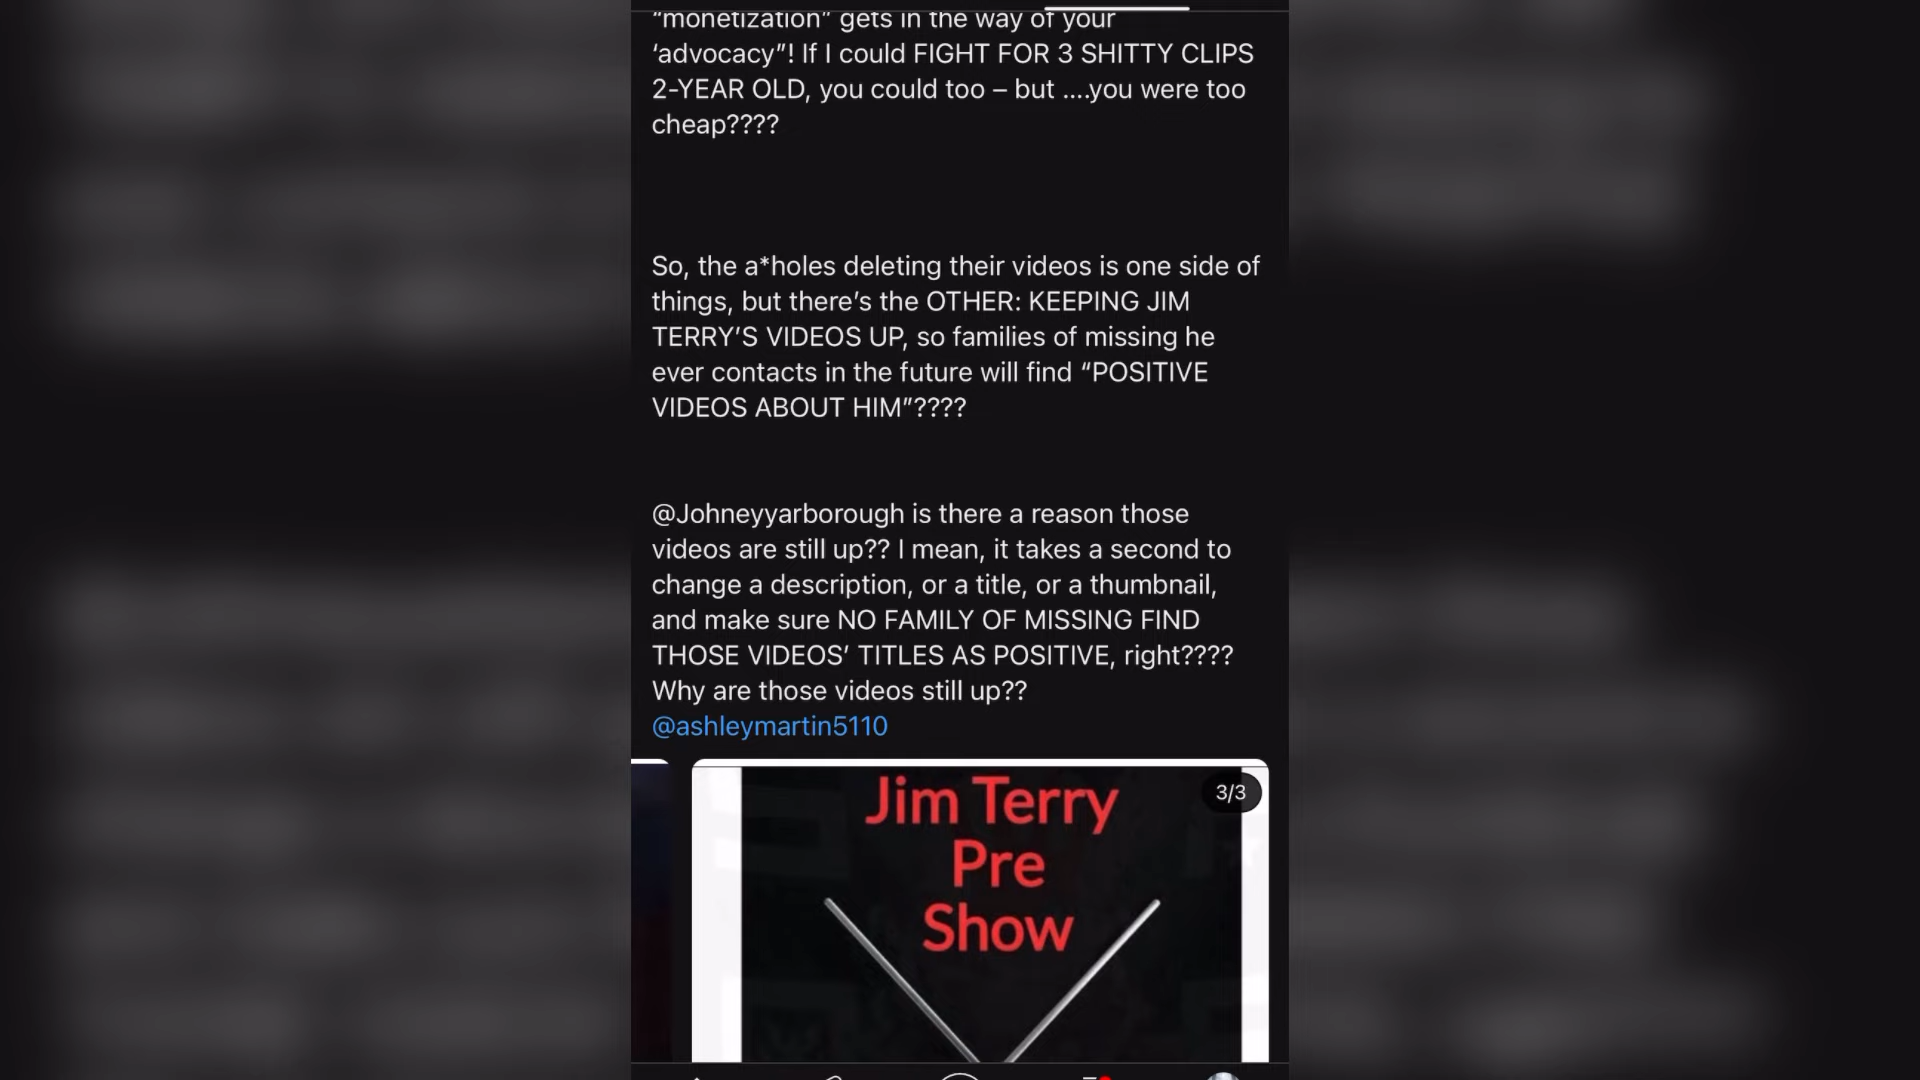 “monetization” gets in the way of your
‘advocacy”! If I could FIGHT FOR 3 SHITTY CLIPS
2-YEAR OLD, you could too – but ....you were too
cheap????
So, the a*holes deleting their videos is one side of
things, but there’s the OTHER: KEEPING JIM
TERRY’S VIDEOS UP, so families of missing he
ever contacts in the future will find “POSITIVE
VIDEOS ABOUT HIM”????
@Johneyyarborough is there a reason those
videos are still up?? I mean, it takes a second to
change a description, or a title, or a thumbnail,
and make sure NO FAMILY OF MISSING FIND
THOSE VIDEOS’ TITLES AS POSITIVE, right????
Why are those videos still up??
@ashleymartin5110
3/3
Jim Terry
Pre
Show